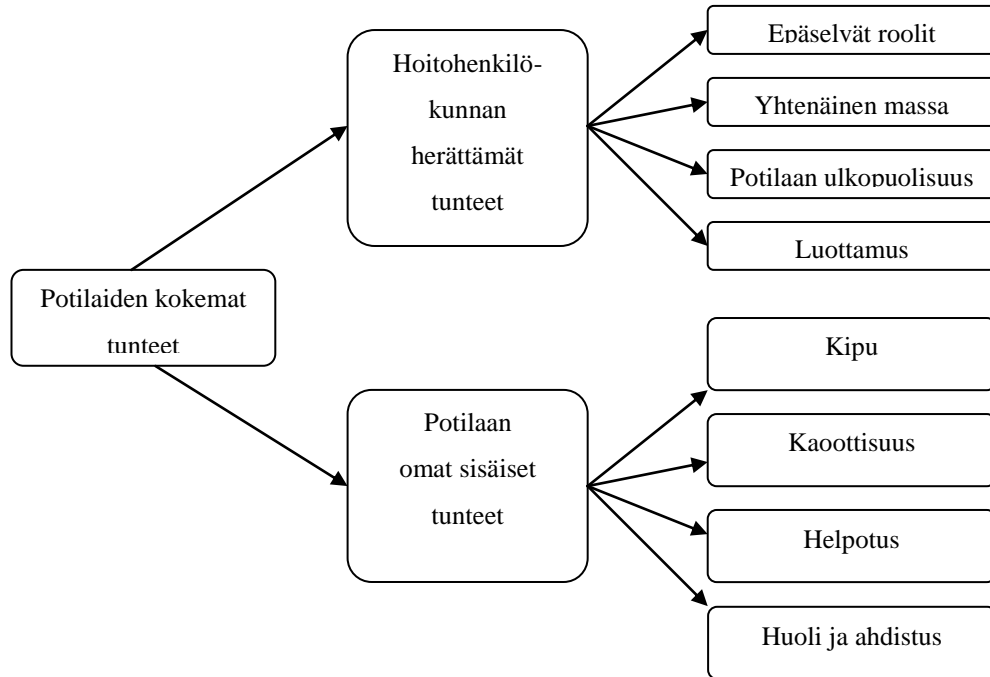 Potilaiden kokemat
tunteet
Hoitohenkilö-
kunnan
herättämät
tunteet
Epäselvät roolit
Yhtenäinen massa
Potilaan ulkopuolisuus
Luottamus
Potilaan
omat sisäiset
tunteet
Kipu
Kaoottisuus
Helpotus
Huoli ja ahdistus